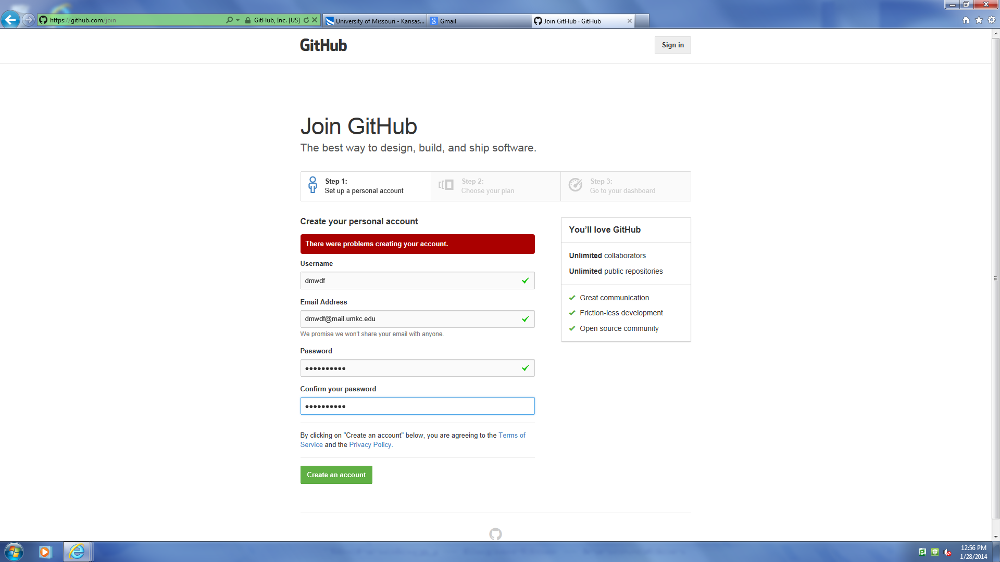 https://github.com/join
GitHub, Inc. [US]
University of Missouri - Kansas...
Gmail
Join GitHub · GitHub
GitHub
Sign in
Join GitHub
The best way to design, build, and ship software.
Step 1:
Set up a personal account
Step 2:
Choose your plan
Step 3:
Go to your dashboard
Create your personal account
There were problems creating your account.
Username
dmwdf
Email Address
dmwdf@mail.umkc.edu
We promise we won't share your email with anyone.
Password
Confirm your password
By clicking on "Create an account" below, you are agreeing to the Terms of
Service and the Privacy Policy.
Create an account
You'll love GitHub
Unlimited collaborators
Unlimited public repositories
Great communication
Friction-less development
Open source community
12:56 PM
1/28/2014